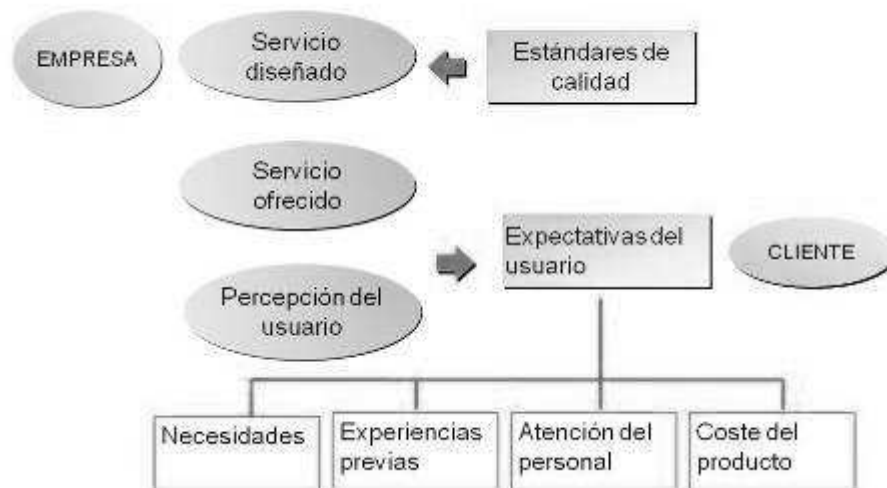 EMPRESA
Servicio
diseñado
Estándares de
calidad
Servicio
ofrecido
Expectativas del
usuario
CLIENTE
Percepción del
usuario
Necesidades
Experiencias
previas
Atención del
personal
Coste del
producto